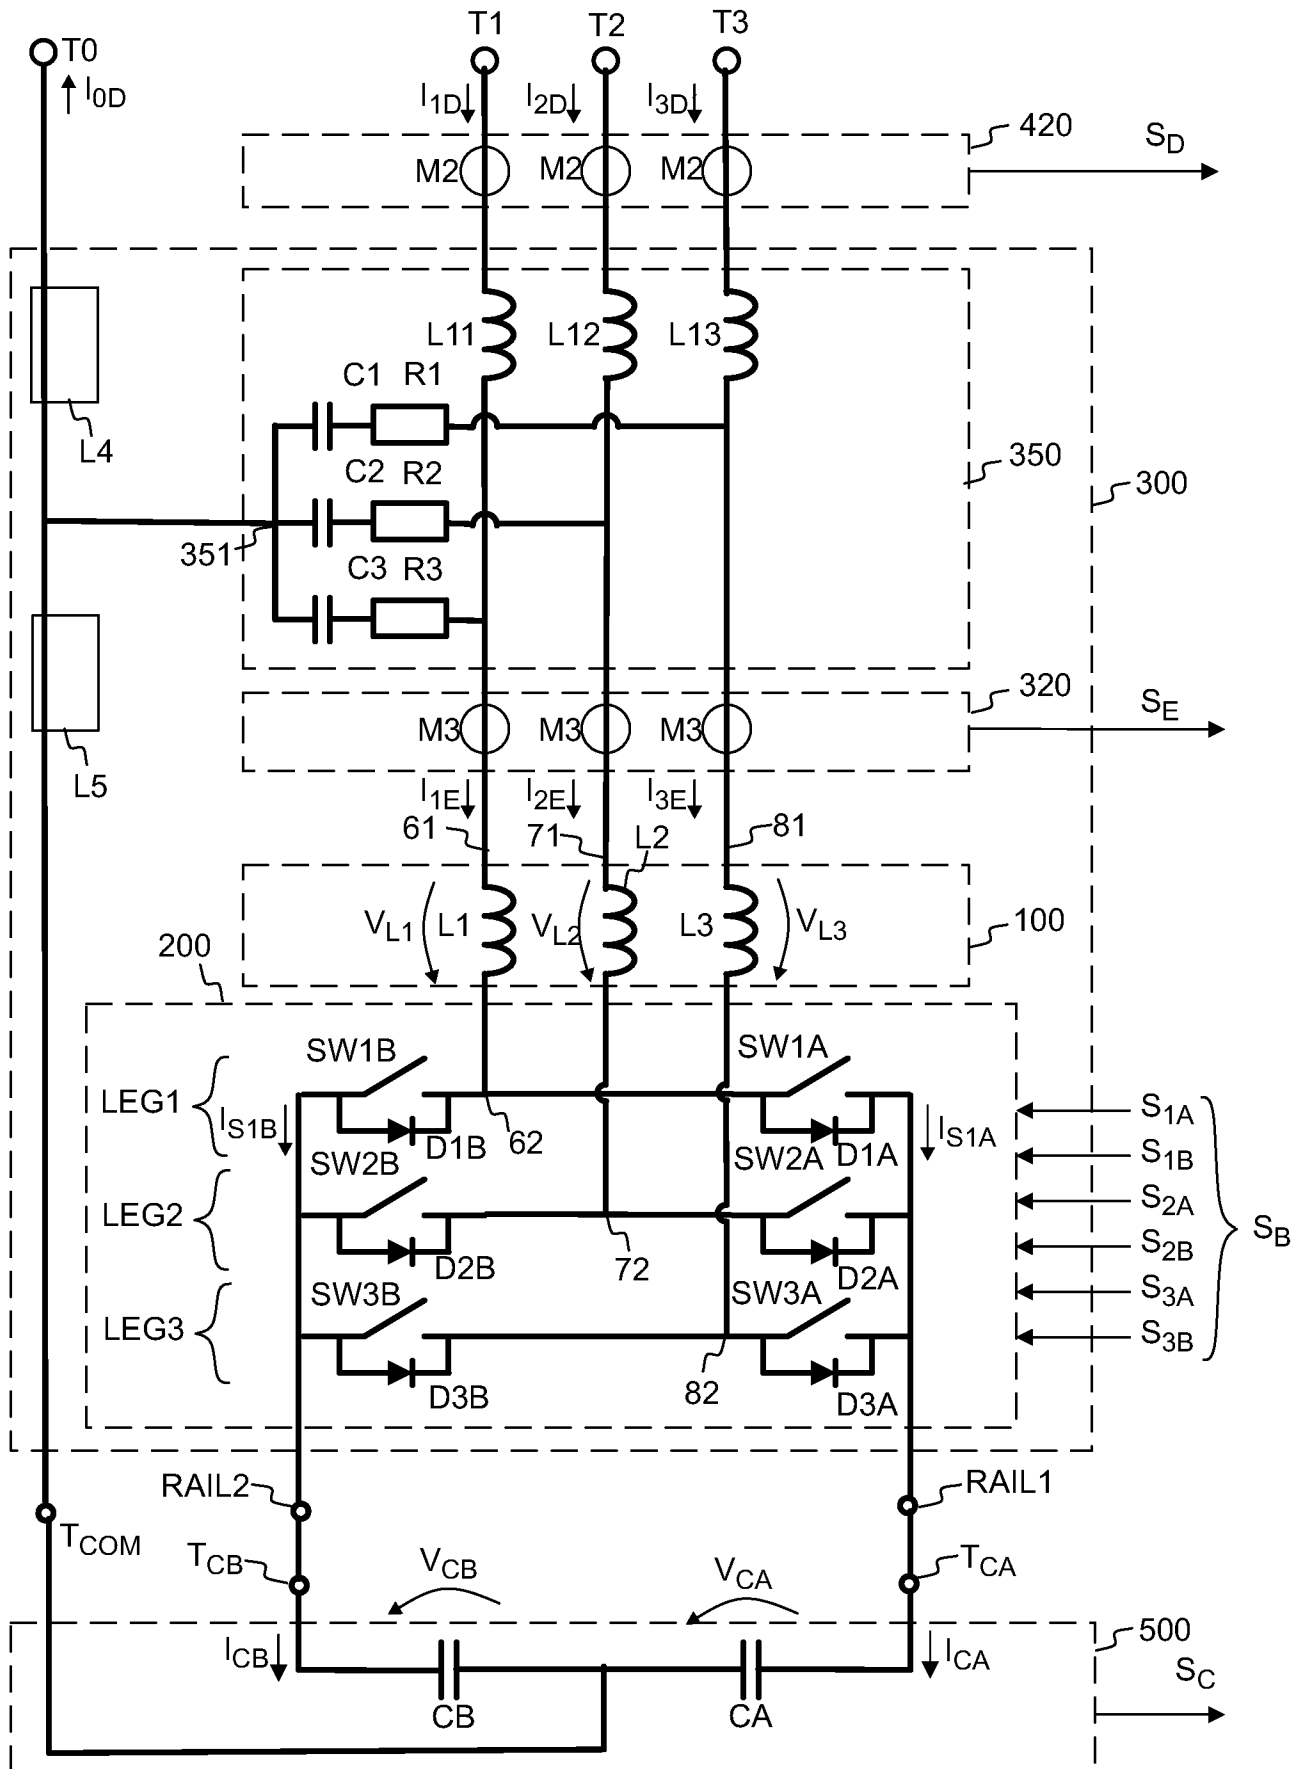 T0
T1
T2
T3
I0D
I1D
I2D
I3D
420
SD
M2
M2
M2
L11
L12
L13
C1 R1
L4
C2 R2
350
300
351
C3 R3
320
SE
M3
M3
M3
L5
I1E
I2E
I3E
61
71
L2
81
VL1
L1
VL2
L3
VL3
100
200
SW1B
SW1A
LEG1
IS1B
D1B
62
D1A
IS1A
S1A
SW2B
SW2A
S1B
LEG2
S2A
SB
D2B
72
D2A
S2B
SW3B
SW3A
S3A
LEG3
S3B
D3B
82
D3A
RAIL2
RAIL1
TCOM
TCB
VCB
VCA
TCA
ICB
ICA
500
SC
CB
CA